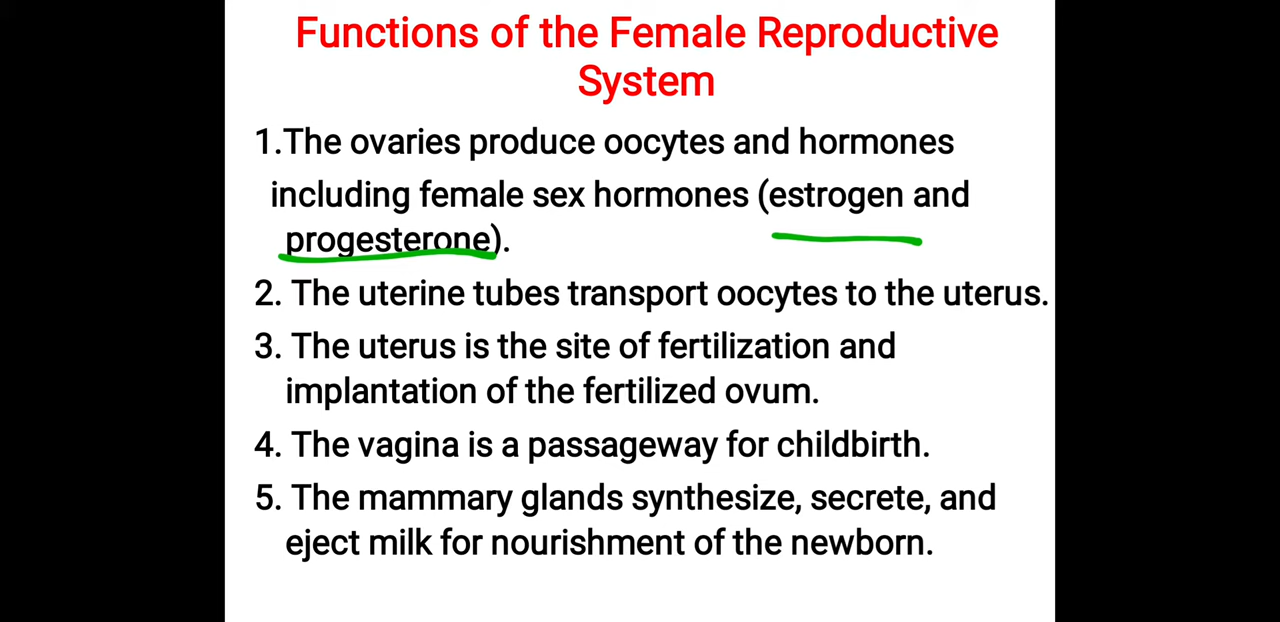 Functions of the Female Reproductive
System
1.The ovaries produce oocytes and hormones
including female sex hormones (estrogen and
progesterone).
2. The uterine tubes transport oocytes to the uterus.
3. The uterus is the site of fertilization and
implantation of the fertilized ovum.
4. The vagina is a passageway for childbirth.
5. The mammary glands synthesize, secrete, and
eject milk for nourishment of the newborn.